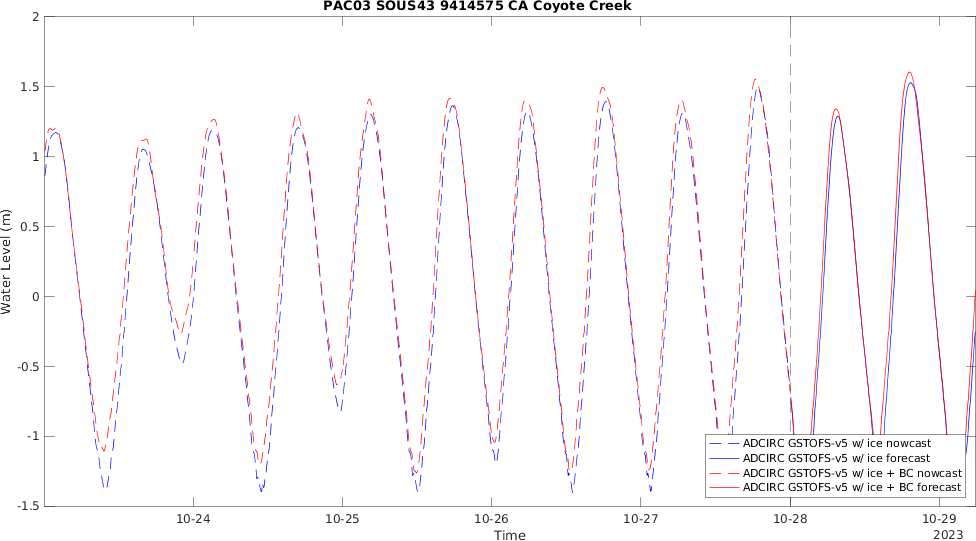 PAC03 SOUS43 9414575 CA Coyote Creek
2
1.5
1
0.5
0
-0.5
-1
-1.5
Water Level (m)
ADCIRC GSTOFS-v5 w/ ice nowcast
ADCIRC GSTOFS-v5 w/ ice forecast
ADCIRC GSTOFS-v5 w/ ice + BC nowcast
ADCIRC GSTOFS-v5 w/ ice + BC forecast
10-24 10-25 10-26 10-27 10-28 10-29
Time 2023